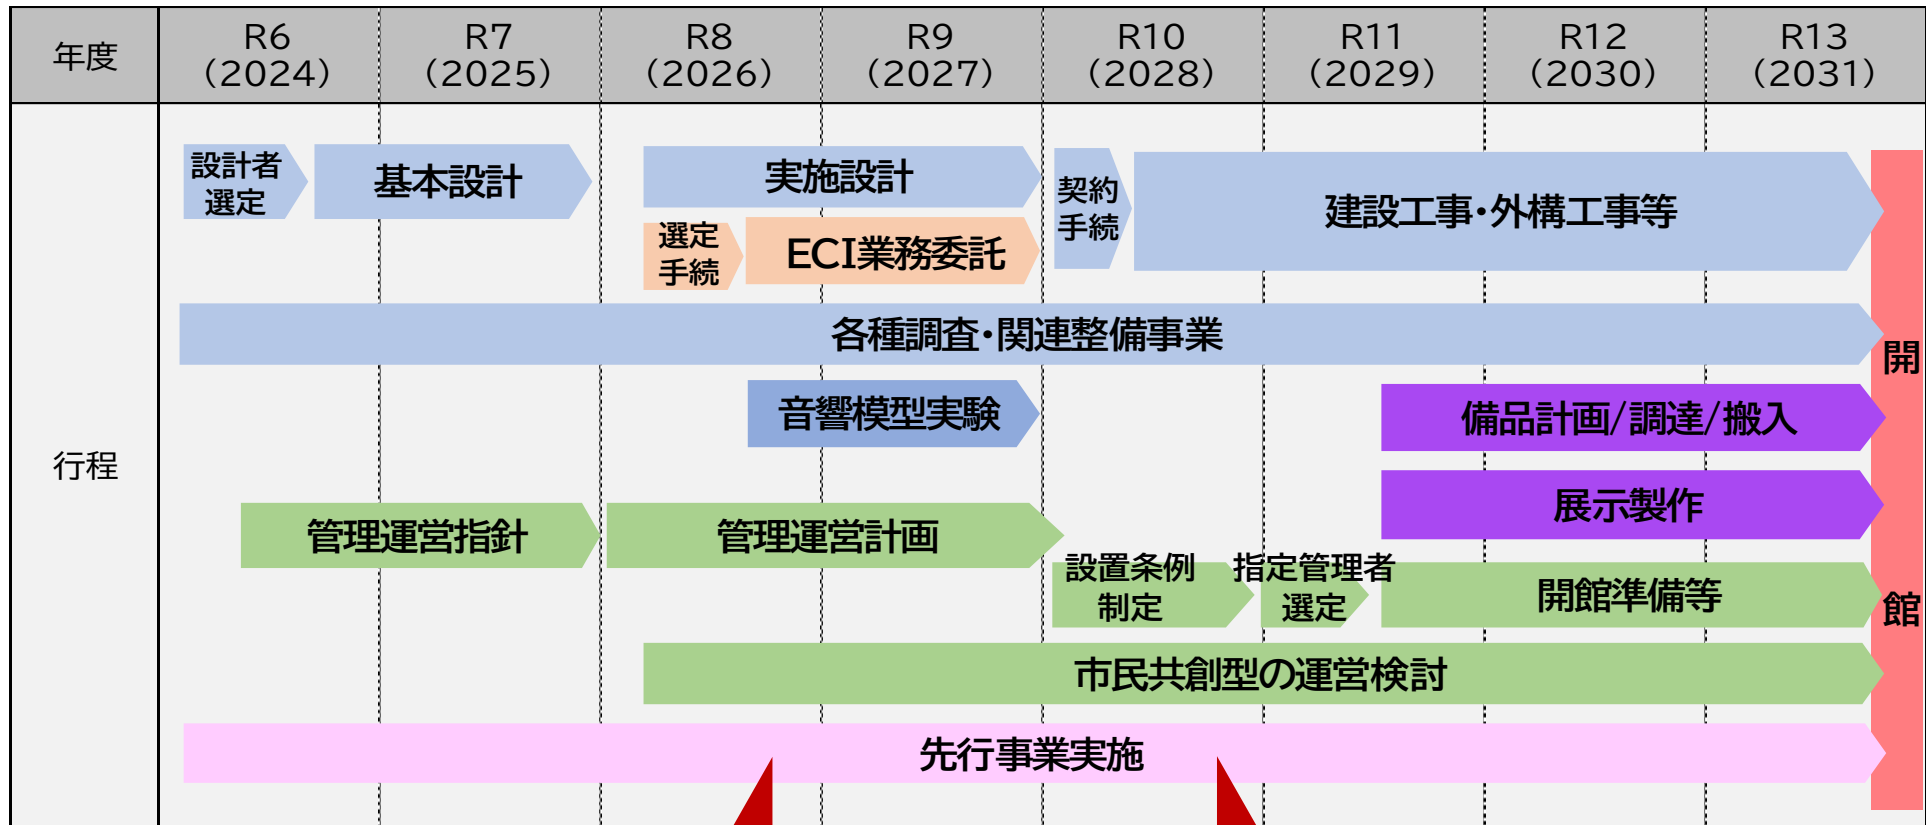 年度
R6
（2024）
R7
（2025）
R8
（2026）
R9
（2027）
R10
（2028）
R11
（2029）
R12
（2030）
R13
（2031）
行程
設計者
選定
基本設計
実施設計
契約
手続
建設工事・外構工事等
選定
手続
ECI業務委託
各種調査・関連整備事業
音響模型実験
備品計画/調達/搬入
展示製作
管理運営指針
管理運営計画
設置条例
制定
指定管理者
選定
開館準備等
市民共創型の運営検討
先行事業実施
開
館